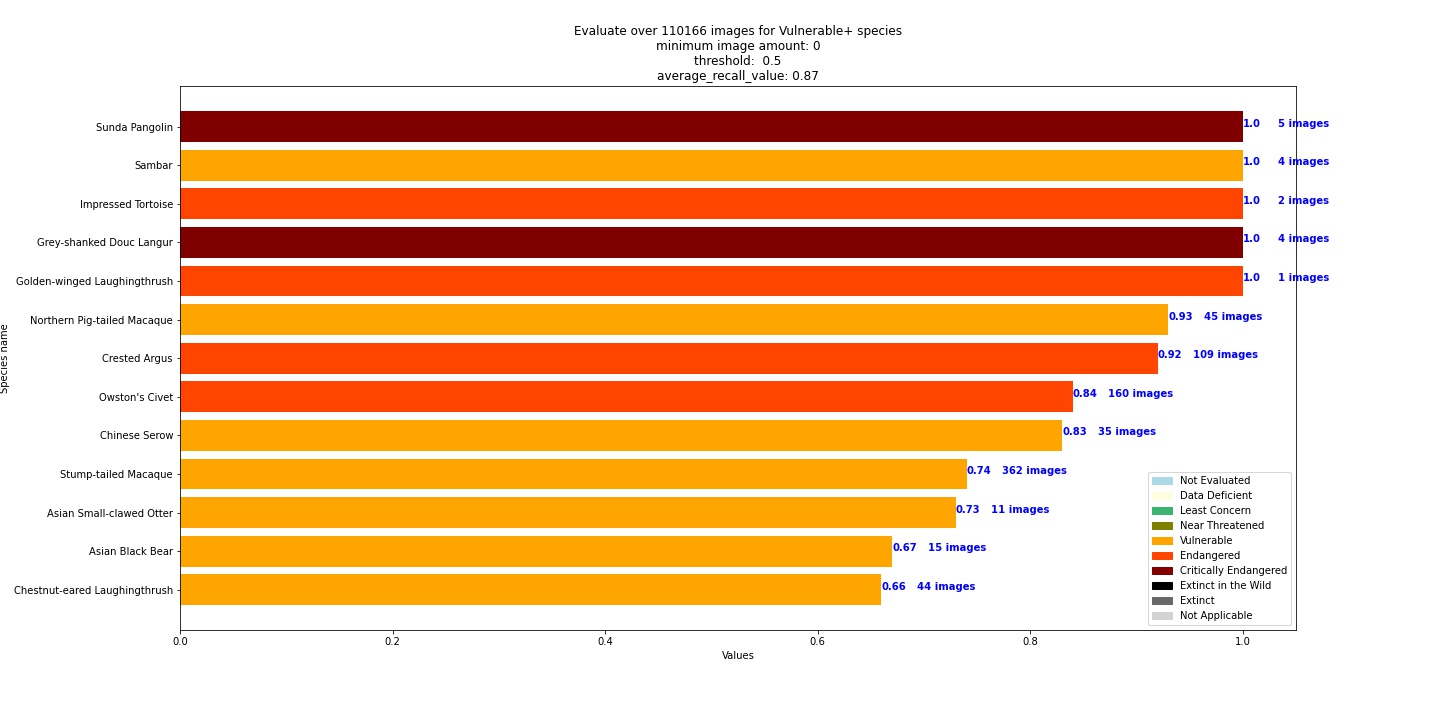 Evaluate over 110166 images for Vulnerable+ species
minimum image amount: 0
threshold:  0.5
average_recall_value: 0.87
Species name
Sunda Pangolin 1.0 5 images
Sambar 1.0 4 images
Impressed Tortoise 1.0 2 images
Grey-shanked Douc Langur 1.0 4 images
Golden-winged Laughingthrush 1.0 1 images
Northern Pig-tailed Macaque 0.93 45 images
Crested Argus 0.92 109 images
Owston's Civet 0.84 160 images
Chinese Serow 0.83 35 images
Stump-tailed Macaque 0.74 362 images
Asian Small-clawed Otter 0.73 11 images
Asian Black Bear 0.67 15 images
Chestnut-eared Laughingthrush 0.66 44 images
Not Evaluated
Data Deficient
Least Concern
Near Threatened
Vulnerable
Endangered
Critically Endangered
Extinct in the Wild
Extinct
Not Applicable
0.0 0.2 0.4 0.6 0.8 1.0
Values